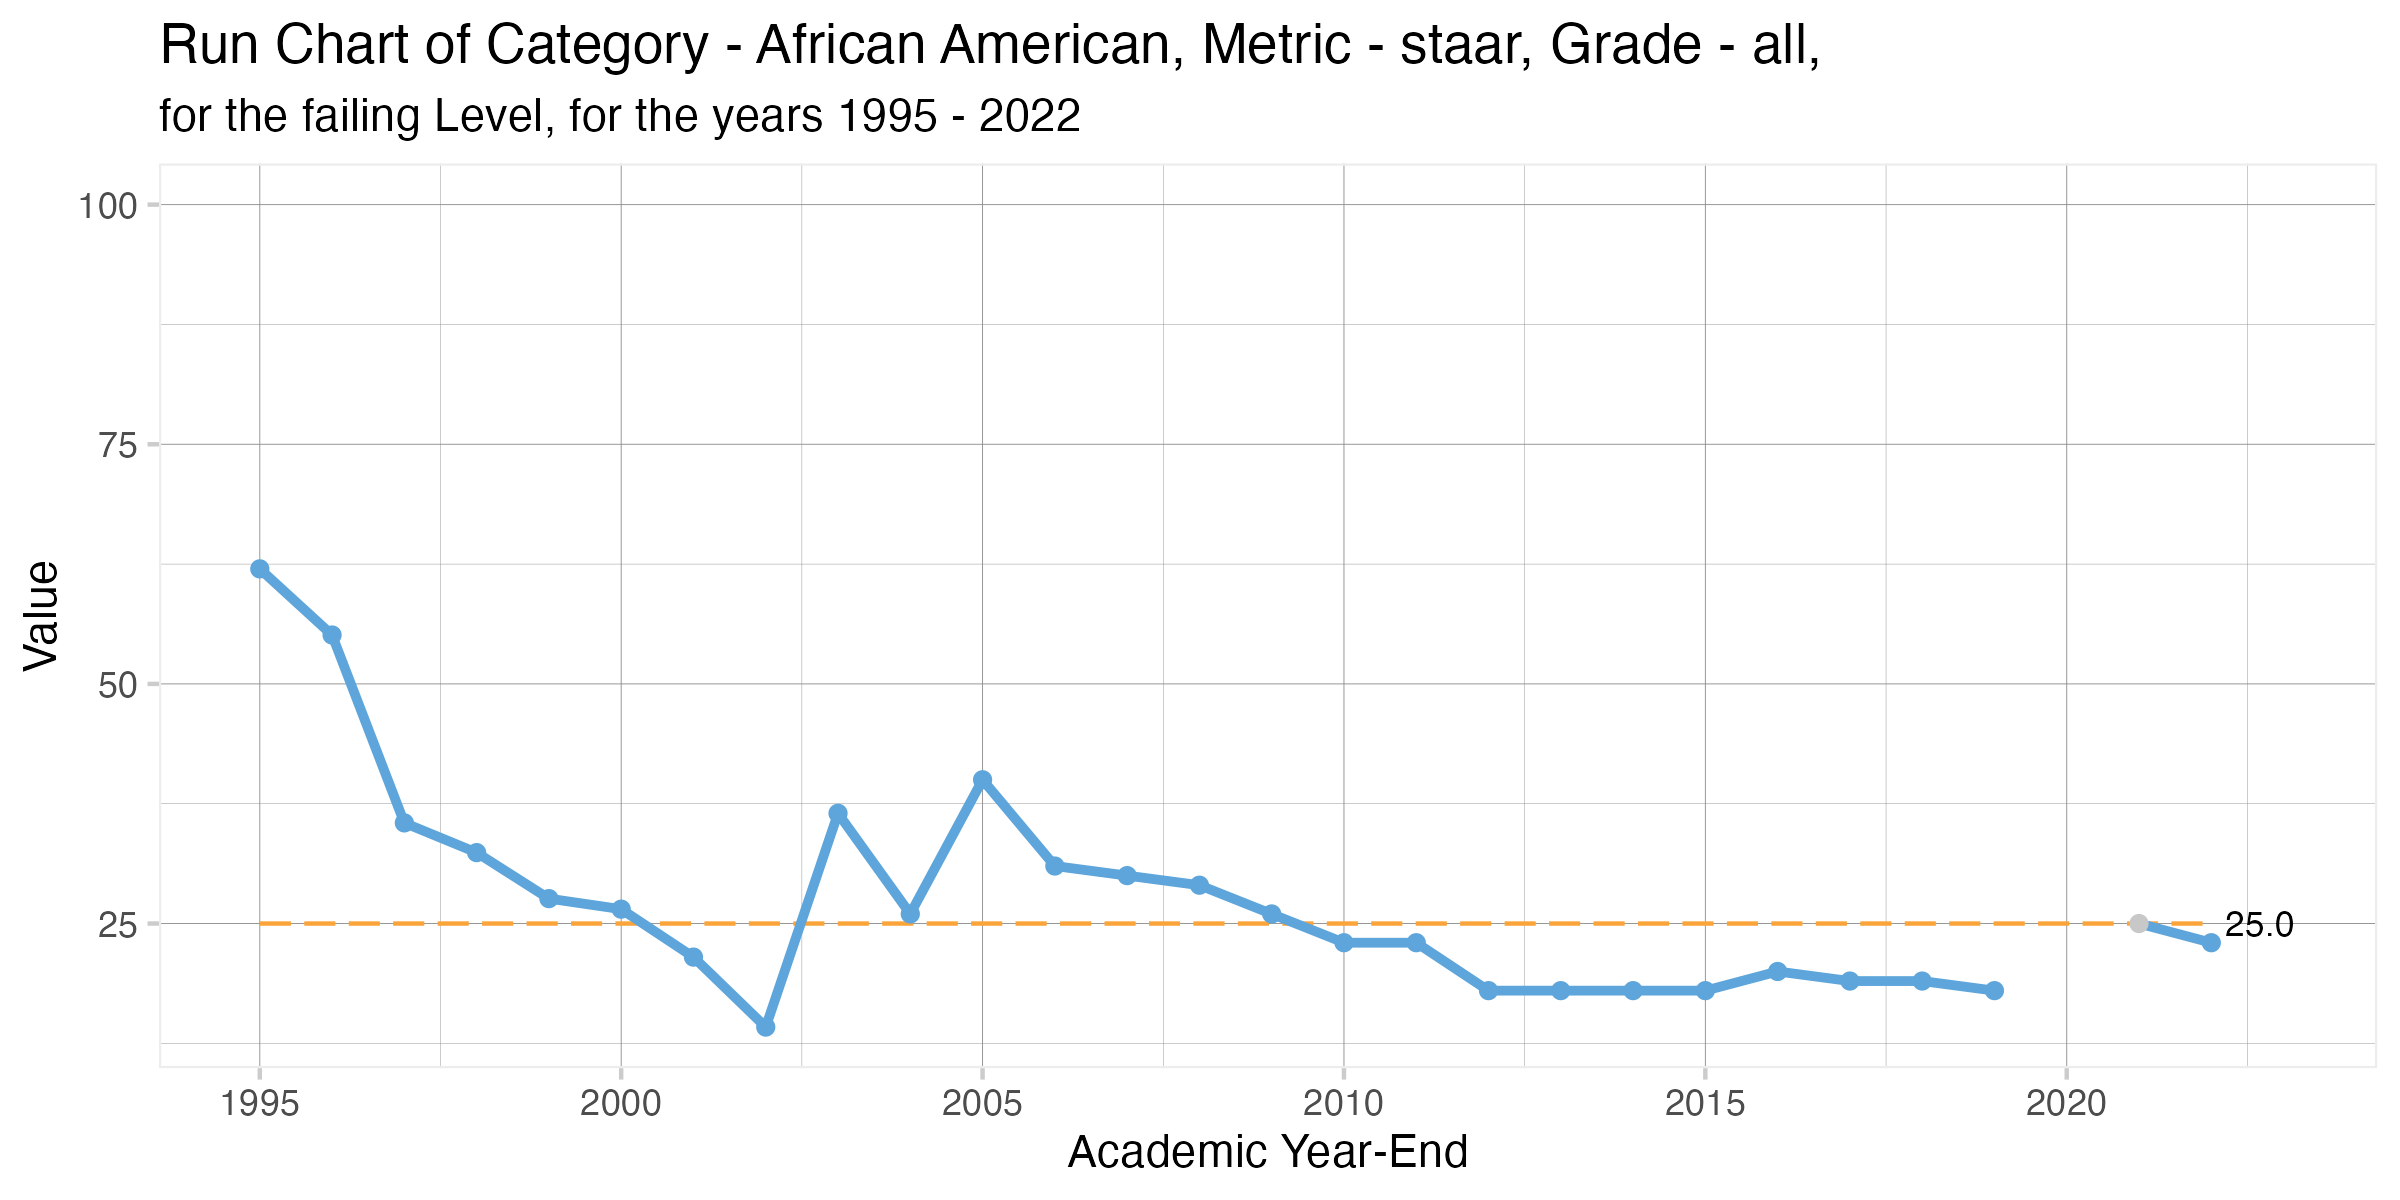 Run Chart of Category - African American, Metric - staar, Grade - all,
for the failing Level, for the years 1995 - 2022
100
75
50
25
Value
25.0
1995 2000 2005 2010 2015 2020
Academic Year-End